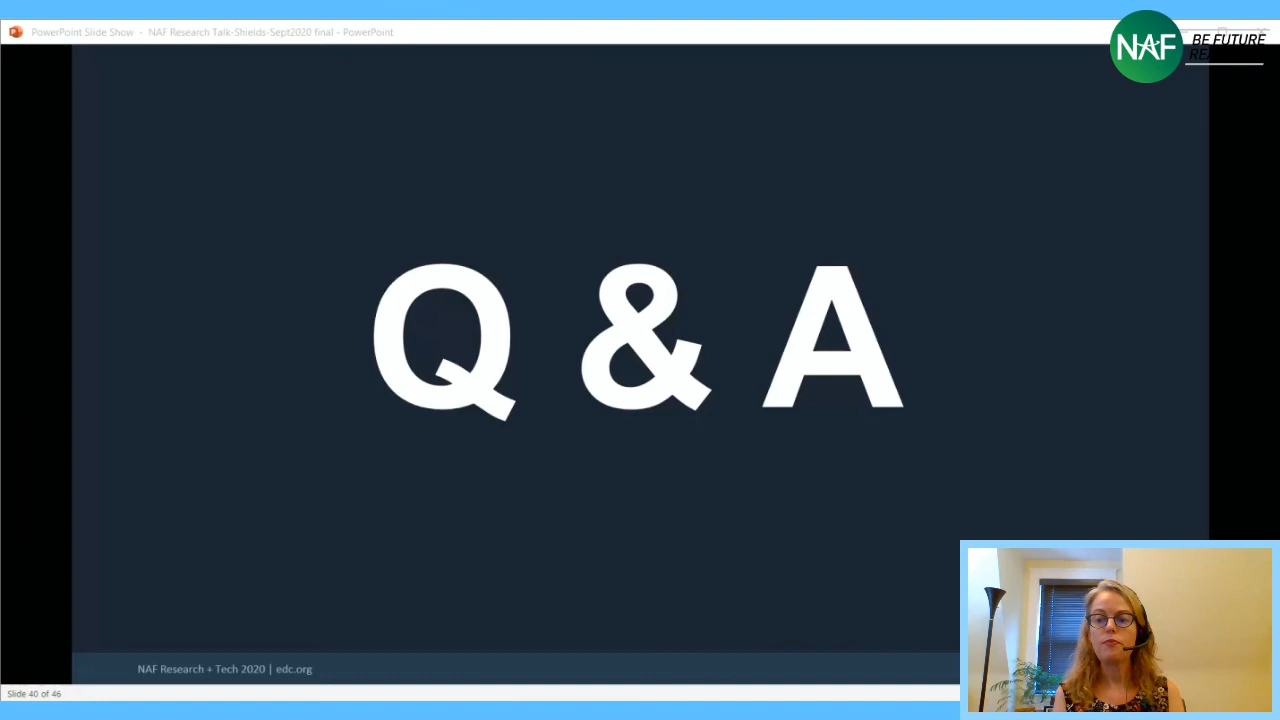 PowerPoint Slide Show - NAF Research Talk-Shields-Sept2020 final - PowerPoint
NAF
BE FUTURE
RE
Q & A
NAF Research + Tech 2020 | edc.org
Slide 40 of 46